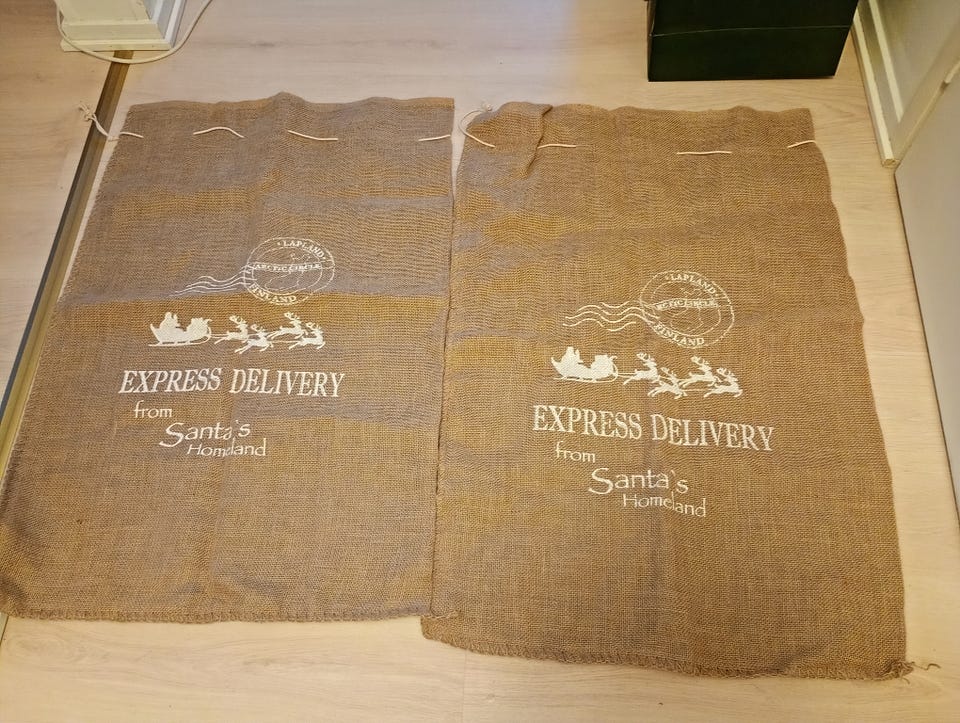 LAPLAND
ARCTIC CIRCLE
FINLAND
EXPRESS DELIVERY
from
Santa's
Homeland
LAPLAND
ARCTIC CIRCLE
FINLAND
EXPRESS DELIVERY
from
Santa's
Homeland